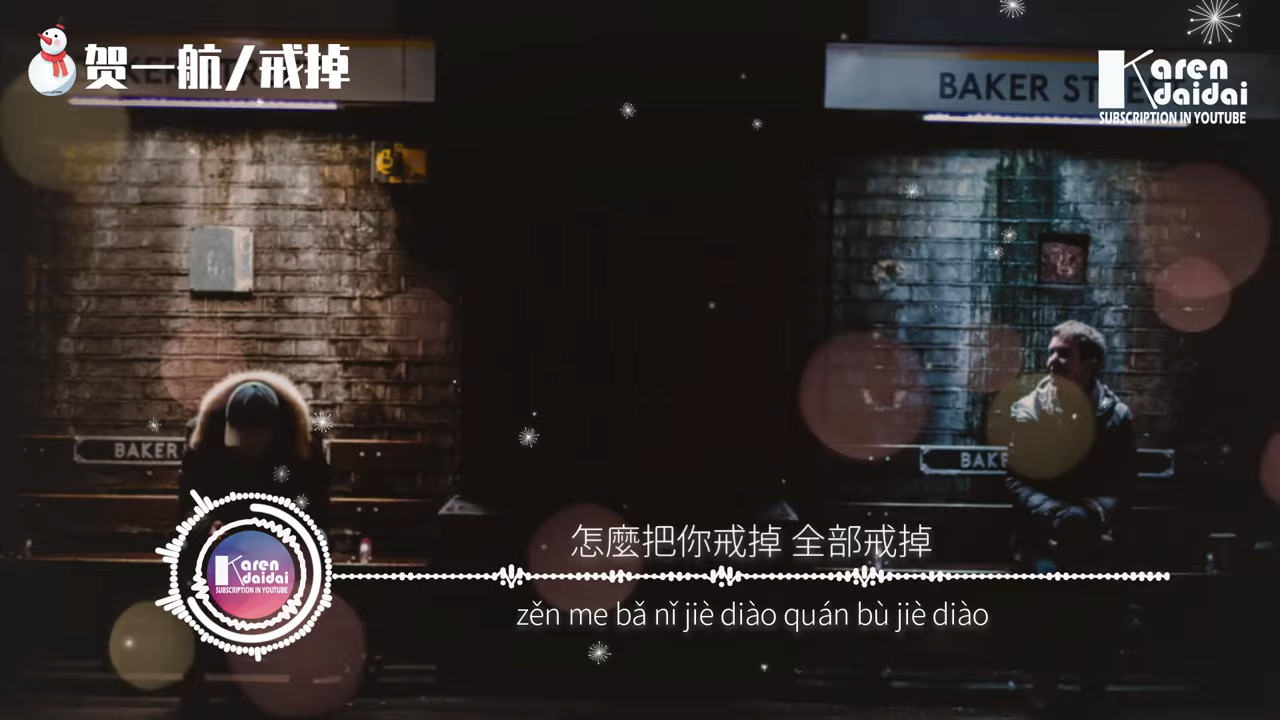 贺一航/戒掉
BAKER ST
Karen
daidai
SUBSCRIPTION IN YOUTUBE
BAKER
BAKE
怎麼把你戒掉 全部戒掉
Karen
daidai
SUBSCRIPTION IN YOUTUBE
zěn me bǎ nǐ jiè diào quán bù jiè diào